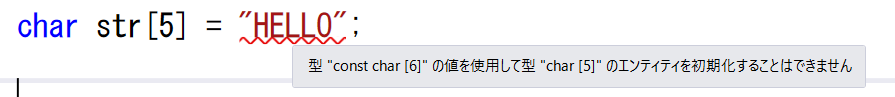 char str[5] = "HELLO";
型 "const char [6]" の値を使用して型 "char [5]" のエンティティを初期化することはできません